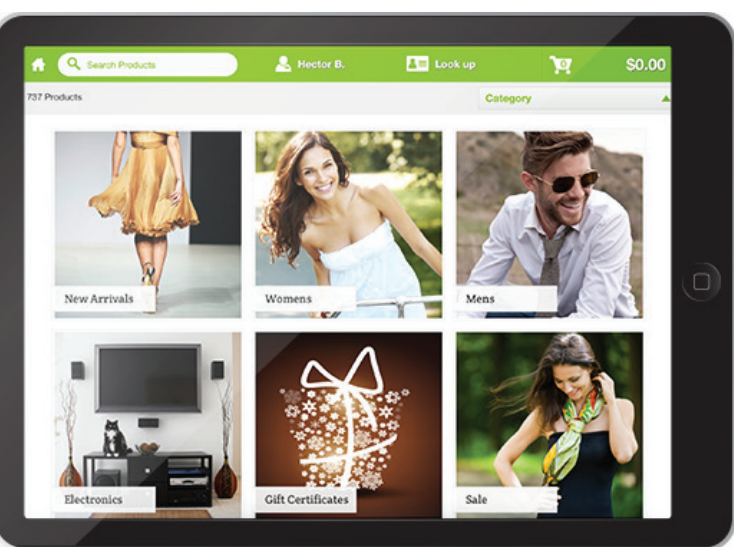 Search Products
Hector B.
Look up
0
$0.00
737 Products
Category
New Arrivals
Womens
Mens
Electronics
Gift Certificates
Sale